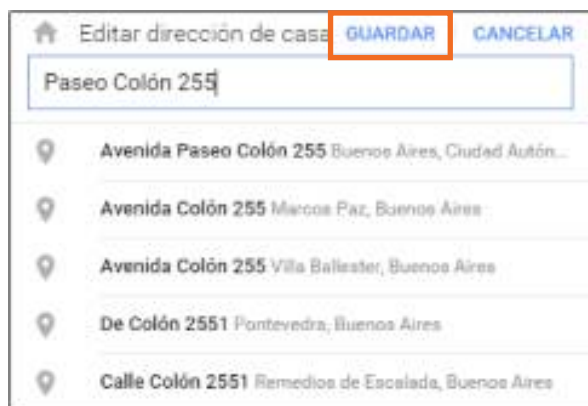 Editar dirección de casa GUARDAR CANCELAR
Paseo Colón 255
Avenida Paseo Colón 255 Buenos Aires, Ciudad Autón...
Avenida Colón 255 Marcos Paz, Buenos Aires
Avenida Colón 255 Villa Ballester, Buenos Aires
De Colón 2551 Pontevedra, Buenos Aires
Calle Colón 2551 Remedios de Escalada, Buenos Aires